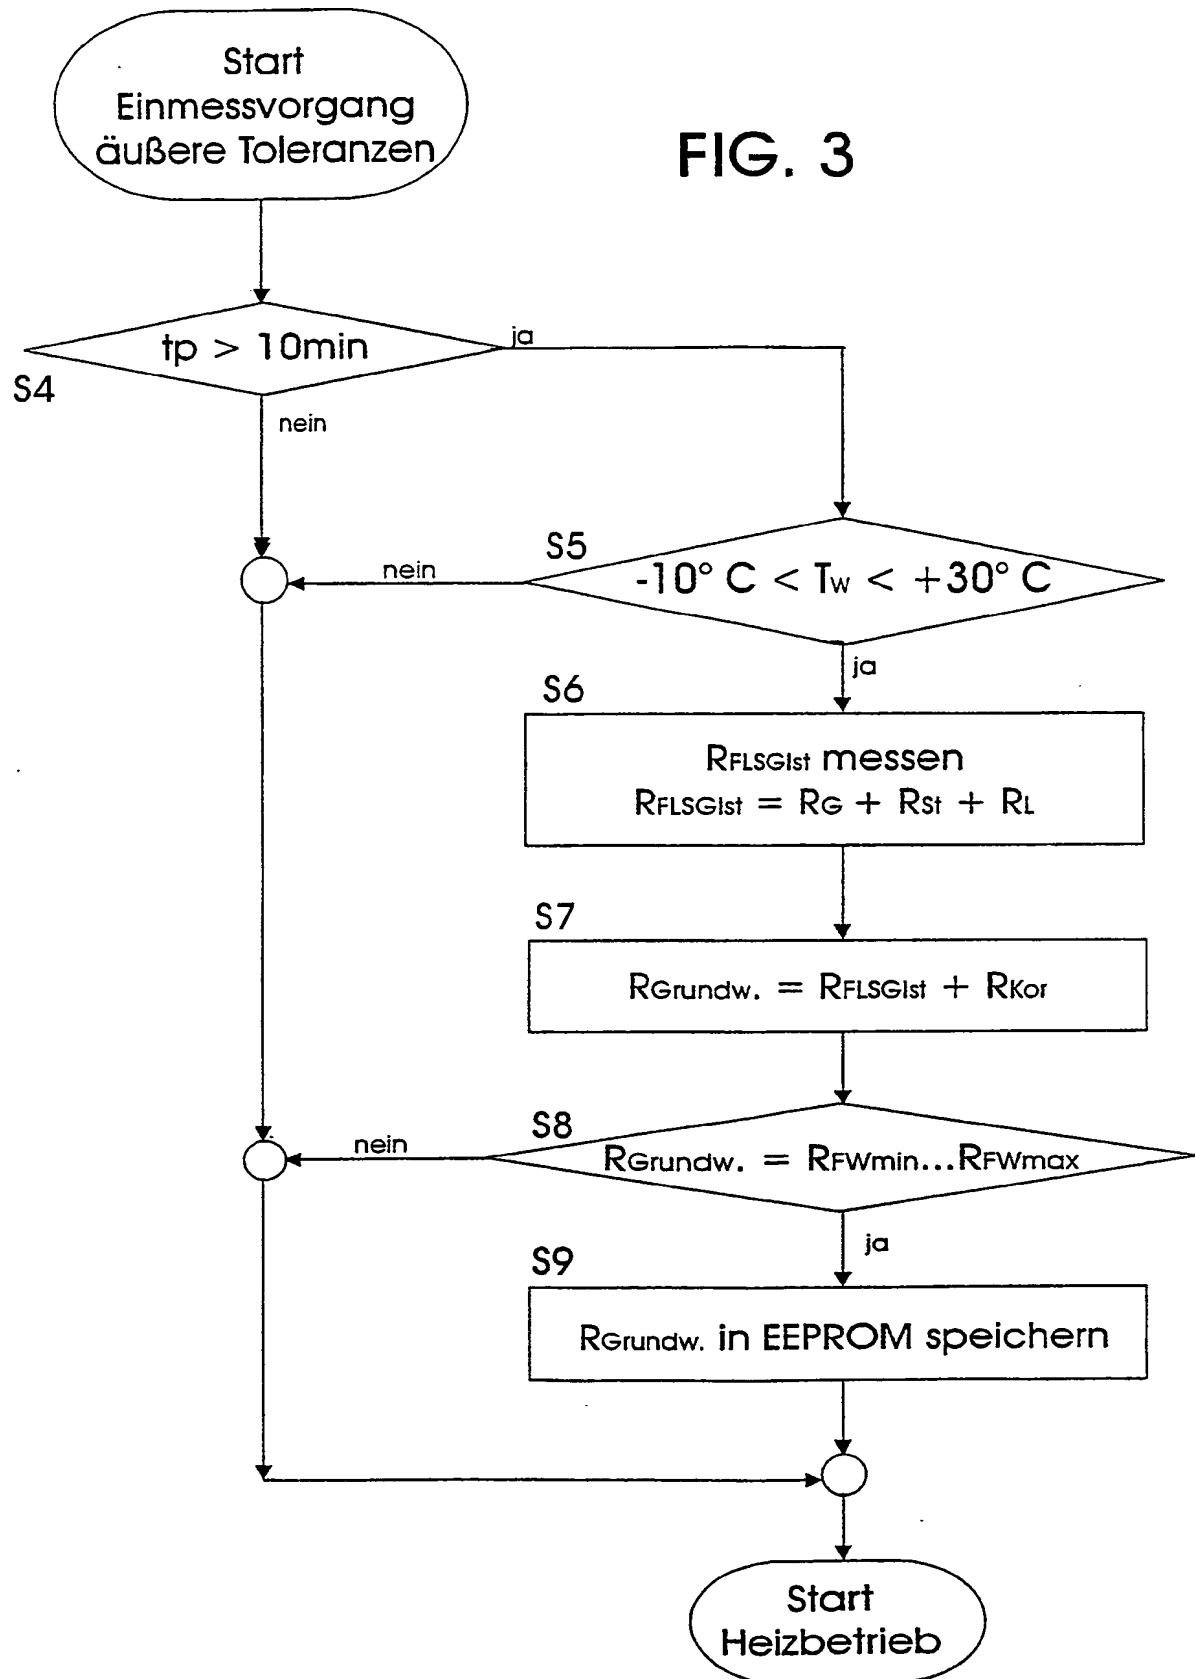 Start
Einmessvorgang
äußere Toleranzen
FIG. 3
tp > 10min
ja
S4
nein
S5
-10° C < Tw < +30° C
nein
ja
S6
RFLSGIst messen
RFLSGIst = RG + RSt + RL
S7
RGrundw. = RFLSGIst + RKor
S8
nein
RGrundw. = RFWmin...RFWmax
ja
S9
RGrundw. in EEPROM speichern
Start
Heizbetrieb